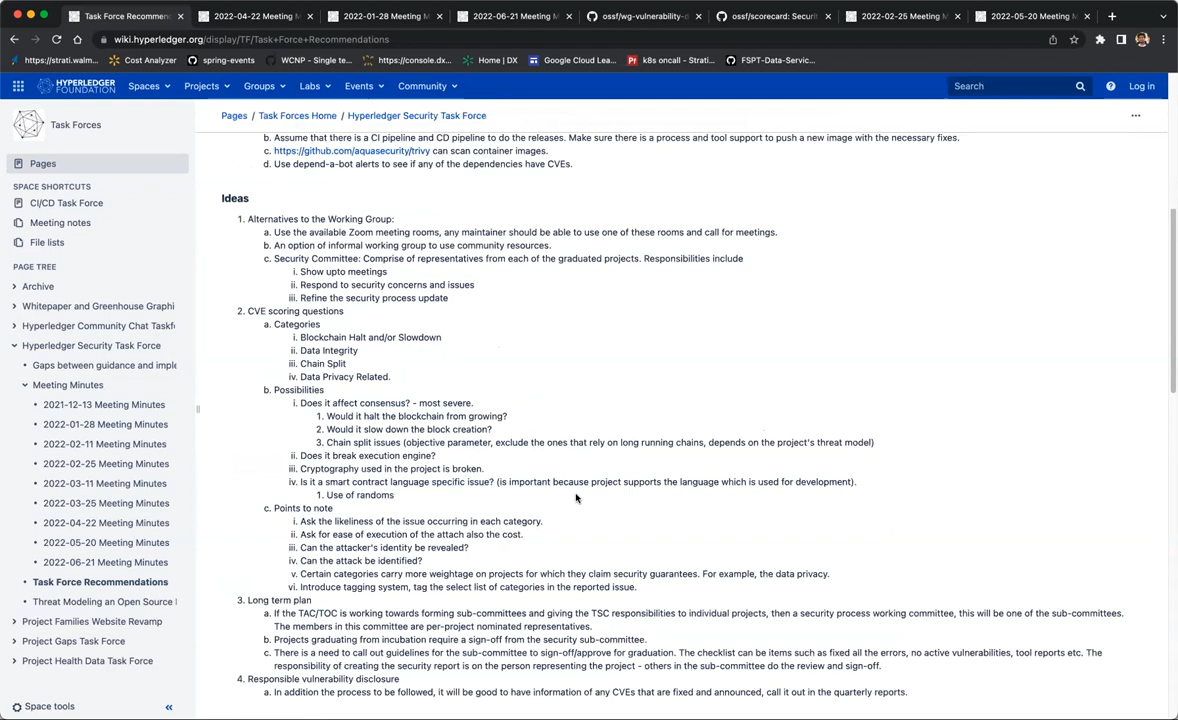 Task Force Recommen
2022-04-22 Meeting M
2022-01-28 Meeting M
2022-06-21 Meeting M
ossf/wg-vulnerability-d
ossf/scorecard: Securit
2022-02-25 Meeting M
2022-05-20 Meeting M
wiki.hyperledger.org/display/TF/Task+Force+Recommendations
https://strati.walm...
Cost Analyzer
spring-events
WCNP - Single te...
https://console.dx...
Home | DX
Google Cloud Lea...
k8s oncall - Strati...
FSPT-Data-Servic...
HYPERLEDGER FOUNDATION
Spaces
Projects
Groups
Labs
Events
Community
Search
Log in
Task Forces
Pages
SPACE SHORTCUTS
CI/CD Task Force
Meeting notes
File lists
PAGE TREE
Archive
Whitepaper and Greenhouse Graphi
Hyperledger Community Chat Taskf
Hyperledger Security Task Force
Gaps between guidance and imple
Meeting Minutes
2021-12-13 Meeting Minutes
2022-01-28 Meeting Minutes
2022-02-11 Meeting Minutes
2022-02-25 Meeting Minutes
2022-03-11 Meeting Minutes
2022-03-25 Meeting Minutes
2022-04-22 Meeting Minutes
2022-05-20 Meeting Minutes
2022-06-21 Meeting Minutes
Task Force Recommendations
Threat Modeling an Open Source
Project Families Website Revamp
Project Gaps Task Force
Project Health Data Task Force
Space tools
Pages / Task Forces Home / Hyperledger Security Task Force
b. Assume that there is a CI pipeline and CD pipeline to do the releases. Make sure there is a process and tool support to push a new image with the necessary fixes.
c. https://github.com/aquasecurity/trivy can scan container images.
d. Use depend-a-bot alerts to see if any of the dependencies have CVEs.
Ideas
1. Alternatives to the Working Group:
a. Use the available Zoom meeting rooms, any maintainer should be able to use one of these rooms and call for meetings.
b. An option of informal working group to use community resources.
c. Security Committee: Comprise of representatives from each of the graduated projects. Responsibilities include
i. Show upto meetings
ii. Respond to security concerns and issues
iii. Refine the security process update
2. CVE scoring questions
a. Categories
i. Blockchain Halt and/or Slowdown
ii. Data Integrity
iii. Chain Split
iv. Data Privacy Related.
b. Possibilities
i. Does it affect consensus? - most severe.
1. Would it halt the blockchain from growing?
2. Would it slow down the block creation?
3. Chain split issues (objective parameter, exclude the ones that rely on long running chains, depends on the project's threat model)
ii. Does it break execution engine?
iii. Cryptography used in the project is broken.
iv. Is it a smart contract language specific issue? (is important because project supports the language which is used for development).
1. Use of randoms
c. Points to note
i. Ask the likeliness of the issue occurring in each category.
ii. Ask for ease of execution of the attach also the cost.
iii. Can the attacker's identity be revealed?
iv. Can the attack be identified?
v. Certain categories carry more weightage on projects for which they claim security guarantees. For example, the data privacy.
vi. Introduce tagging system, tag the select list of categories in the reported issue.
3. Long term plan
a. If the TAC/TOC is working towards forming sub-committees and giving the TSC responsibilities to individual projects, then a security process working committee, this will be one of the sub-committees.
The members in this committee are per-project nominated representatives.
b. Projects graduating from incubation require a sign-off from the security sub-committee.
c. There is a need to call out guidelines for the sub-committee to sign-off/approve for graduation. The checklist can be items such as fixed all the errors, no active vulnerabilities, tool reports etc. The
responsibility of creating the security report is on the person representing the project - others in the sub-committee do the review and sign-off.
4. Responsible vulnerability disclosure
a. In addition the process to be followed, it will be good to have information of any CVEs that are fixed and announced, call it out in the quarterly reports.